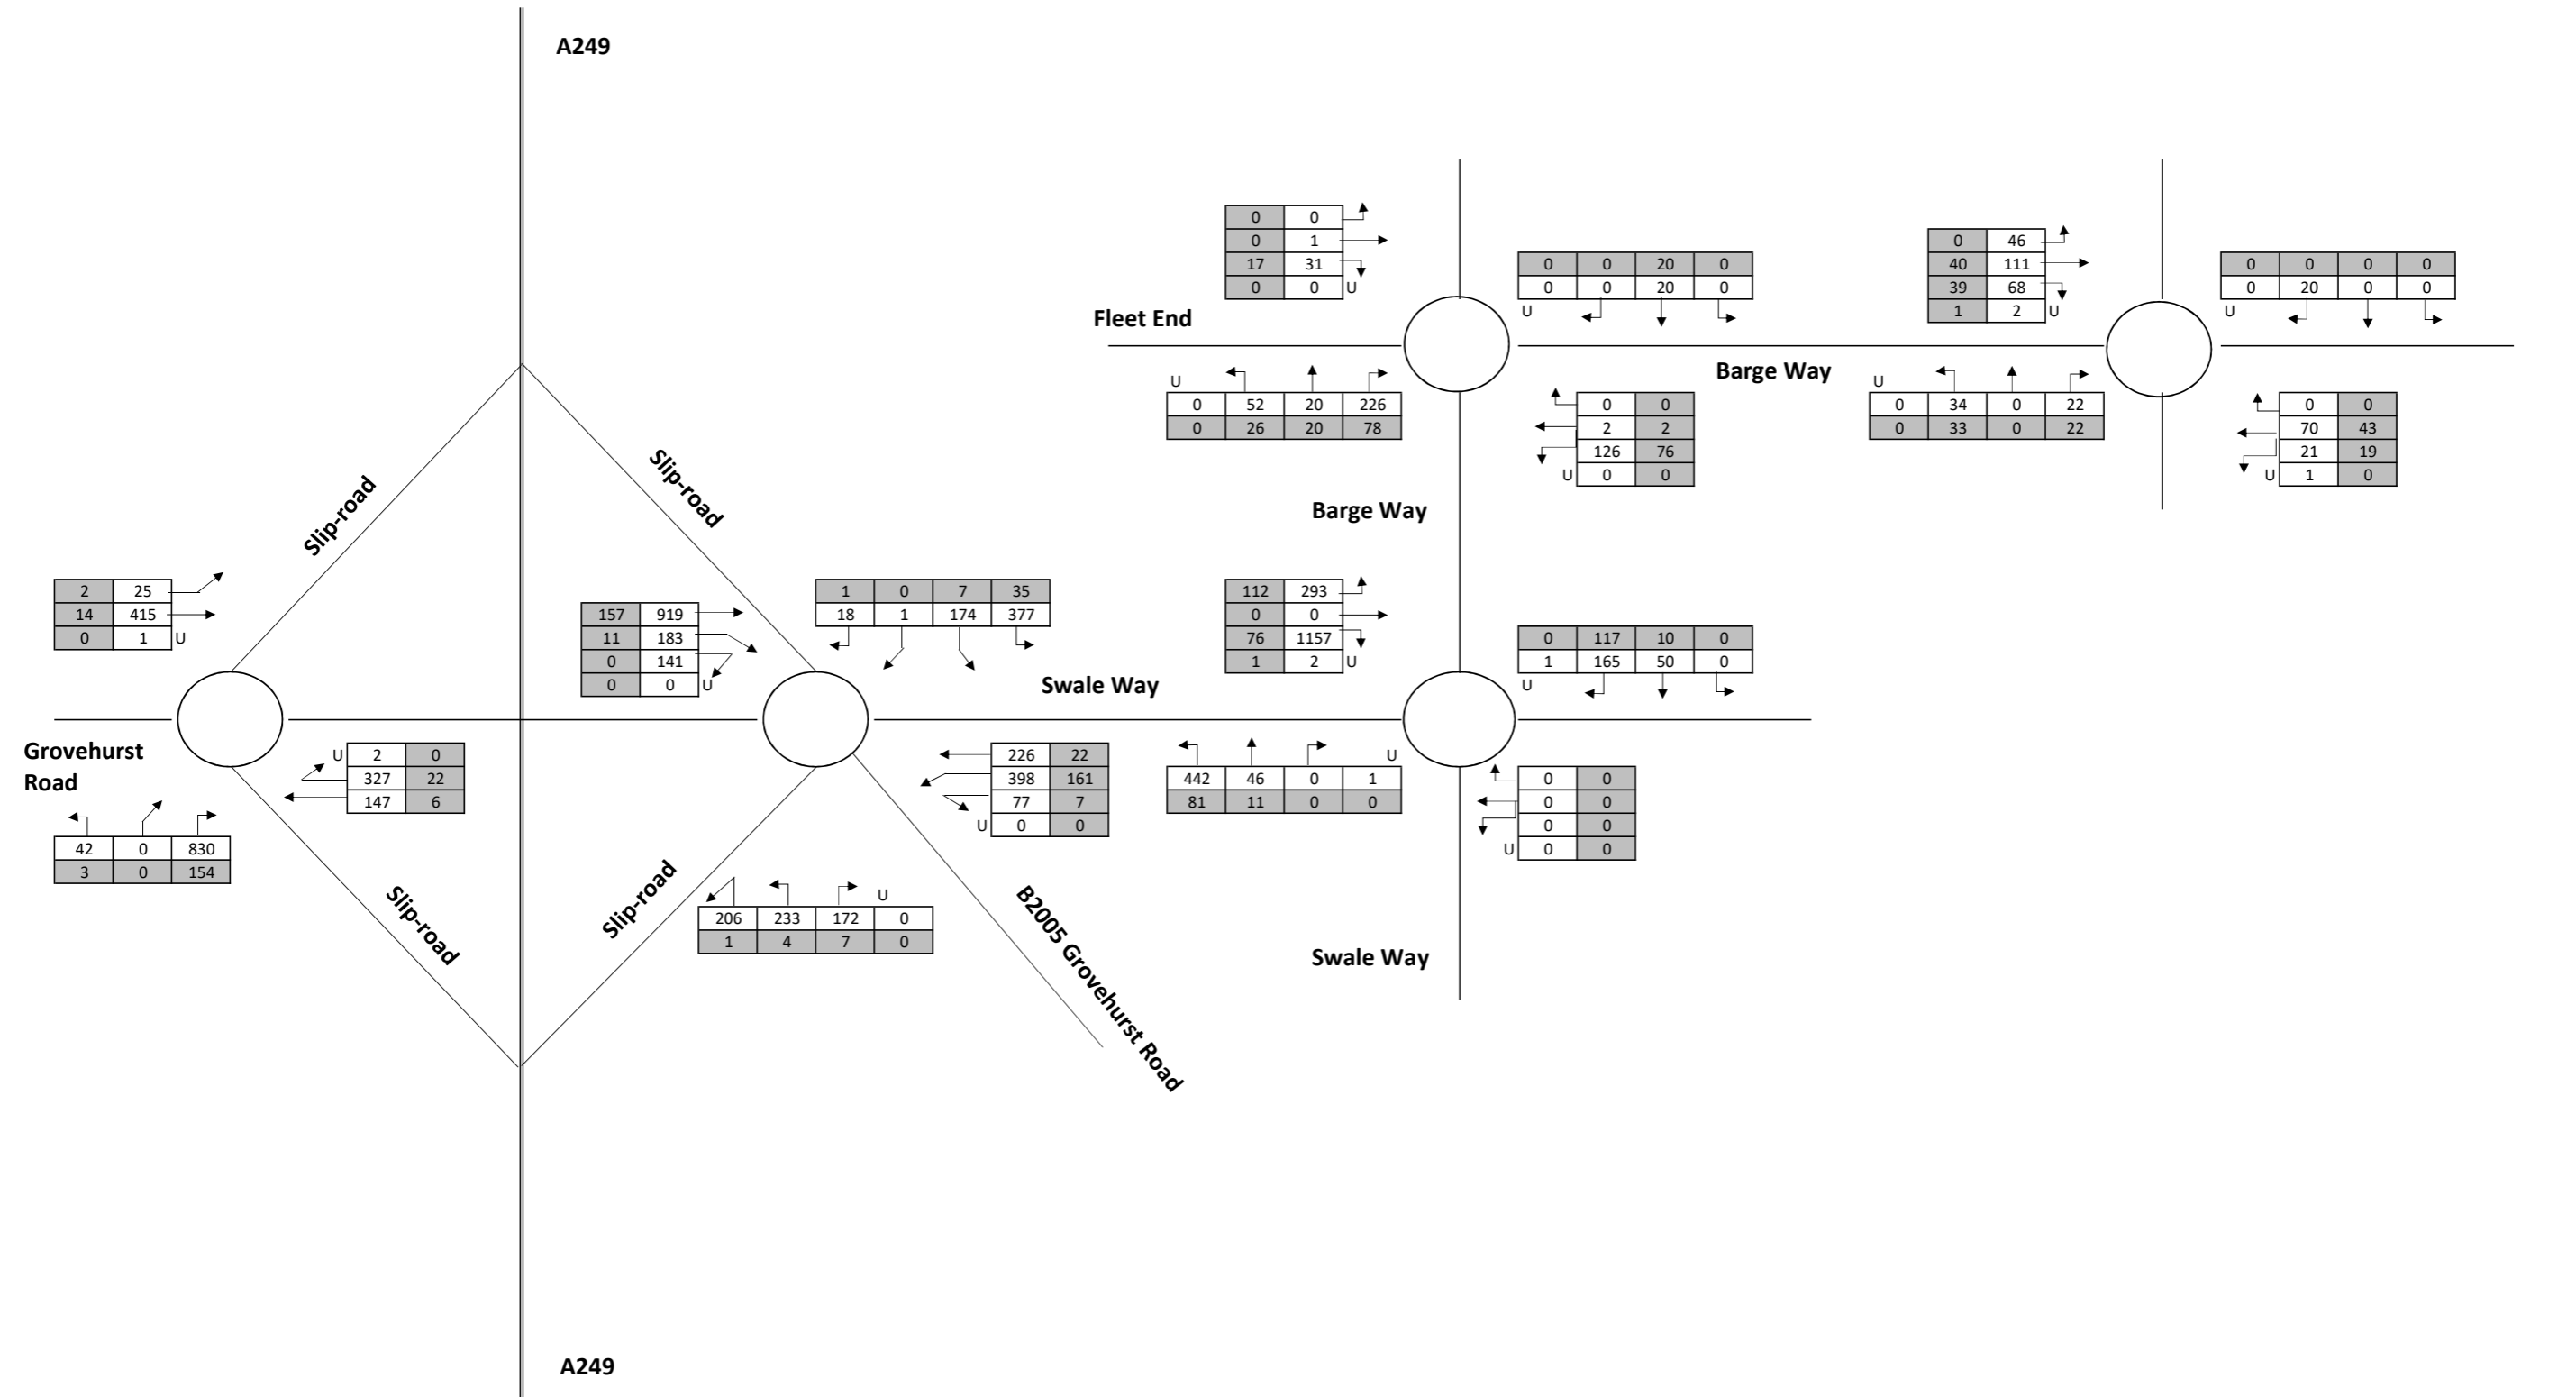 A249
0 0
0 1
17 31
0 0 U
0 0 20 0
0 0 20 0
U
0 46
40 111
39 68
1 2 U
0 0 0 0
0 20 0 0
U
Fleet End
Barge Way
U
0 52 20 226
0 26 20 78
0 0
2 2
126 76
U 0 0
U
0 34 0 22
0 33 0 22
0 0
70 43
21 19
U 1 0
Slip-road
Slip-road
Barge Way
2 25
14 415
0 1 U
157 919
11 183
0 141
0 0 U
1 0 7 35
18 1 174 377
112 293
0 0
76 1157
1 2 U
0 117 10 0
1 165 50 0
U
Swale Way
Grovehurst
Road
U 2 0
327 22
147 6
42 0 830
3 0 154
226 22
398 161
77 7
U 0 0
U
442 46 0 1
81 11 0 0
0 0
0 0
0 0
U 0 0
Slip-road
Slip-road
U
206 233 172 0
1 4 7 0
B2005 Grovehurst Road
Swale Way
A249